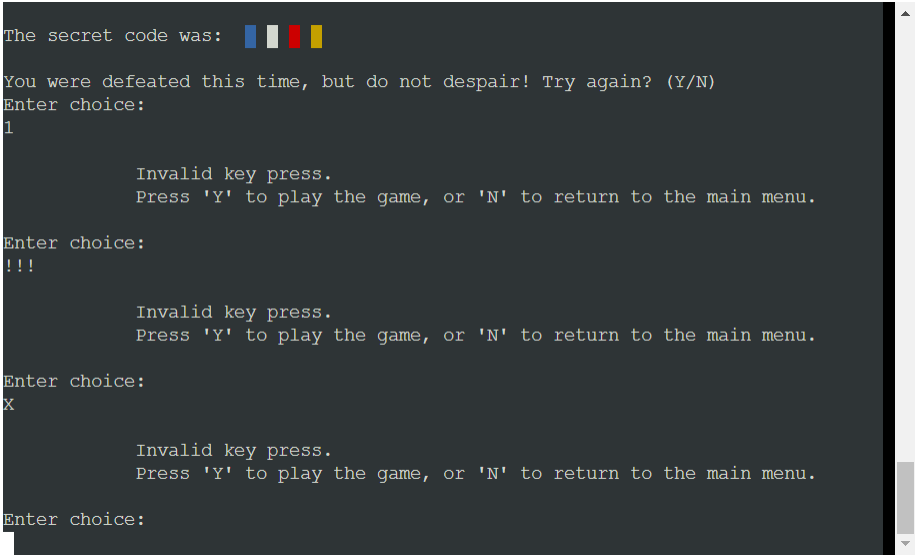 The secret code was:
You were defeated this time, but do not despair! Try again? (Y/N)
Enter choice:
1
Invalid key press.
Press 'Y' to play the game, or 'N' to return to the main menu.
Enter choice:
!!!
Invalid key press.
Press 'Y' to play the game, or 'N' to return to the main menu.
Enter choice:
X
Invalid key press.
Press 'Y' to play the game, or 'N' to return to the main menu.
Enter choice: